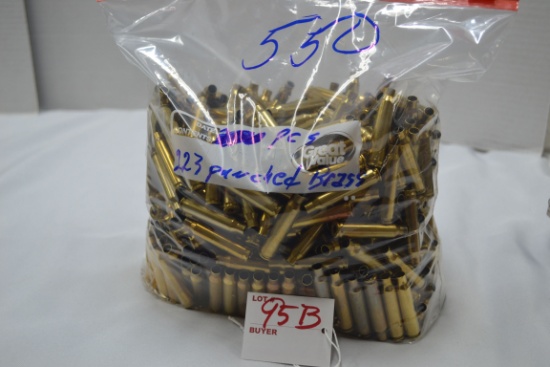 550
pcs
Great
Value
223 punched Brass
LOT 95B
BUYER